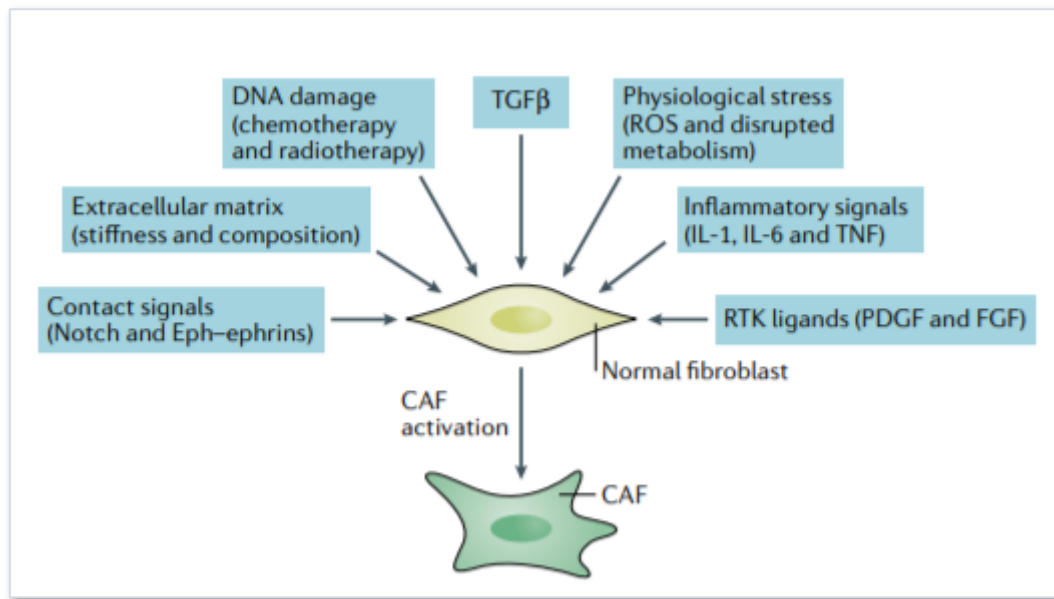 DNA damage
(chemotherapy
and radiotherapy)
TGFβ
Physiological stress
(ROS and disrupted
metabolism)
Extracellular matrix
(stiffness and composition)
Inflammatory signals
(IL-1, IL-6 and TNF)
Contact signals
(Notch and Eph–ephrins)
RTK ligands (PDGF and FGF)
Normal fibroblast
CAF
activation
CAF